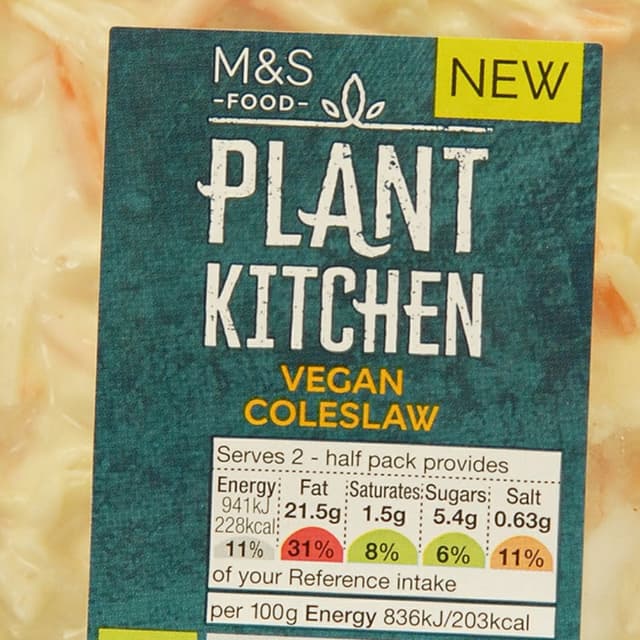 M&S
NEW
-FOOD-
PLANT
KITCHEN
VEGAN
COLESLAW
Serves 2 - half pack provides
Energy Fat Saturates Sugars Salt
941kJ 21.5g 1.5g 5.4g 0.63g
228kcal
11% 31% 8% 6% 11%
of your Reference intake
per 100g Energy 836kJ/203kcal